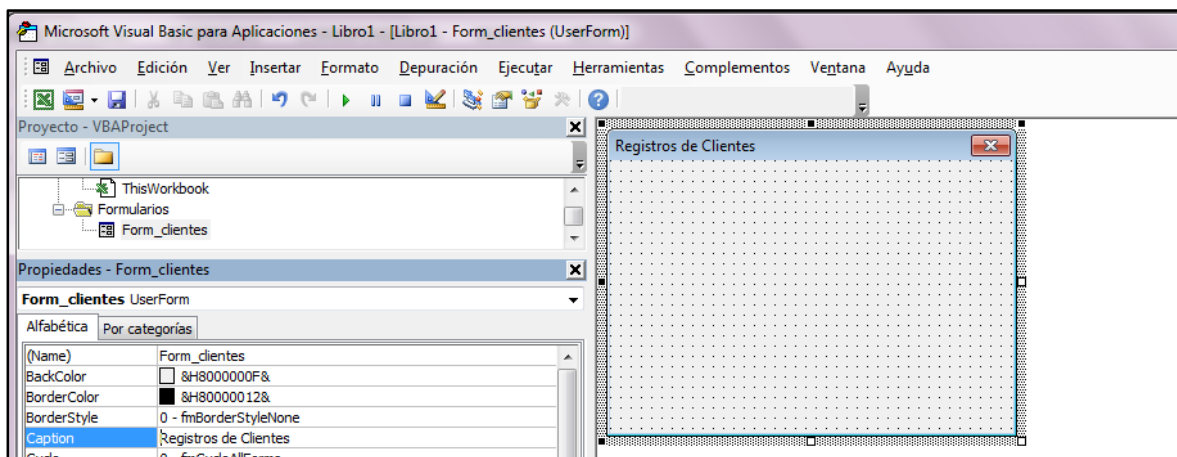 Microsoft Visual Basic para Aplicaciones - Libro1 - [Libro1 - Form_clientes (UserForm)]
Archivo Edición Ver Insertar Formato Depuración Ejecutar Herramientas Complementos Ventana Ayuda
Proyecto - VBAProject
ThisWorkbook
Formularios
Form_clientes
Propiedades - Form_clientes
Form_clientes UserForm
Alfabética Por categorías
(Name) Form_clientes
BackColor &H8000000F&
BorderColor &H80000012&
BorderStyle 0 - fmBorderStyleNone
Caption Registros de Clientes
Registros de Clientes